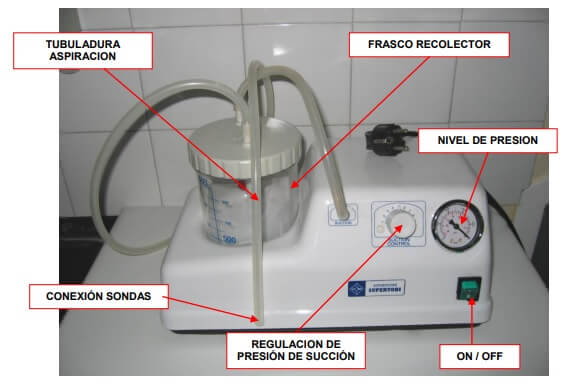 TUBULADURA
ASPIRACION
FRASCO RECOLECTOR
NIVEL DE PRESION
500
SUCTION
CONTROL
SUPERTOBI
CONEXIÓN SONDAS
REGULACION DE
PRESIÓN DE SUCCIÓN
ON / OFF